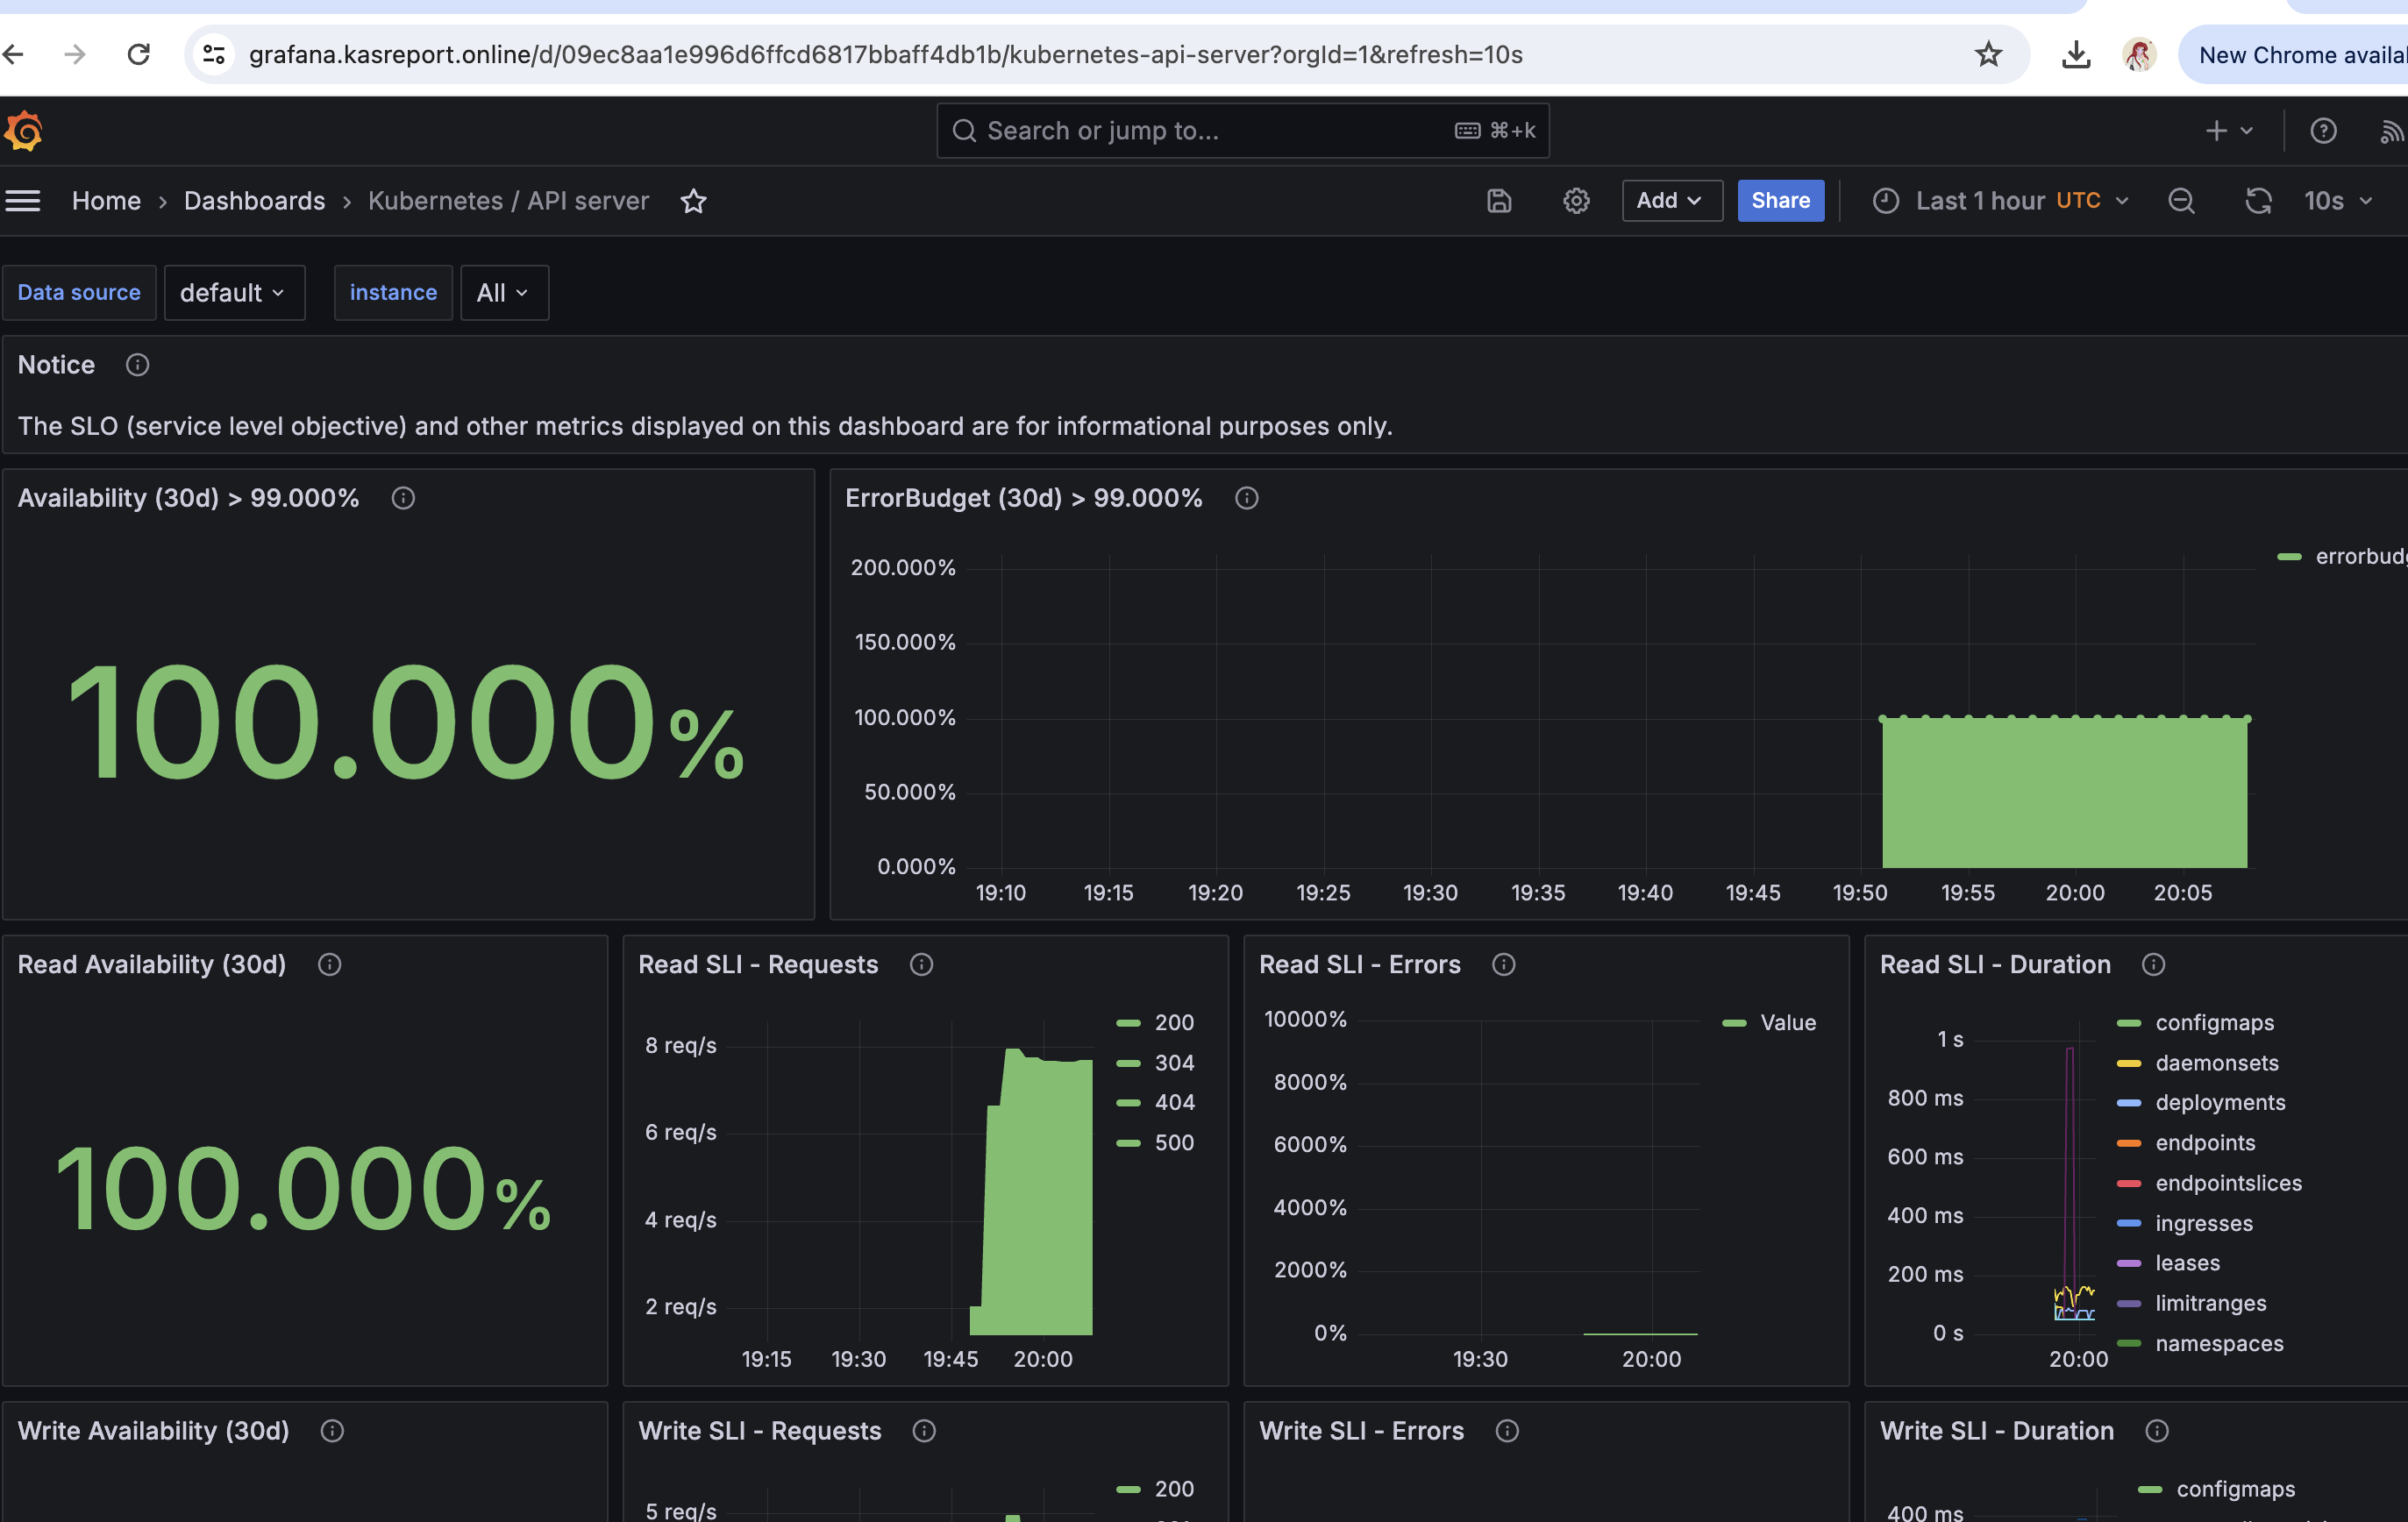 grafana.kasreport.online/d/09ec8aa1e996d6ffcd6817bbaff4db1b/kubernetes-api-server?orgId=1&refresh=10s
New Chrome availa
Search or jump to...
⌘+k
Home › Dashboards › Kubernetes / API server
Add
Share
Last 1 hour UTC
10s
Data source
default
instance
All
Notice
The SLO (service level objective) and other metrics displayed on this dashboard are for informational purposes only.
Availability (30d) > 99.000%
100.000%
ErrorBudget (30d) > 99.000%
200.000%
150.000%
100.000%
50.000%
0.000%
19:10 19:15 19:20 19:25 19:30 19:35 19:40 19:45 19:50 19:55 20:00 20:05
errorbudg
Read Availability (30d)
100.000%
Read SLI - Requests
8 req/s
6 req/s
4 req/s
2 req/s
19:15 19:30 19:45 20:00
200
304
404
500
Read SLI - Errors
10000%
8000%
6000%
4000%
2000%
0%
19:30 20:00
Value
Read SLI - Duration
1 s
800 ms
600 ms
400 ms
200 ms
0 s
20:00
configmaps
daemonsets
deployments
endpoints
endpointslices
ingresses
leases
limitranges
namespaces
Write Availability (30d)
Write SLI - Requests
5 req/s
200
Write SLI - Errors
Write SLI - Duration
400 ms
configmaps